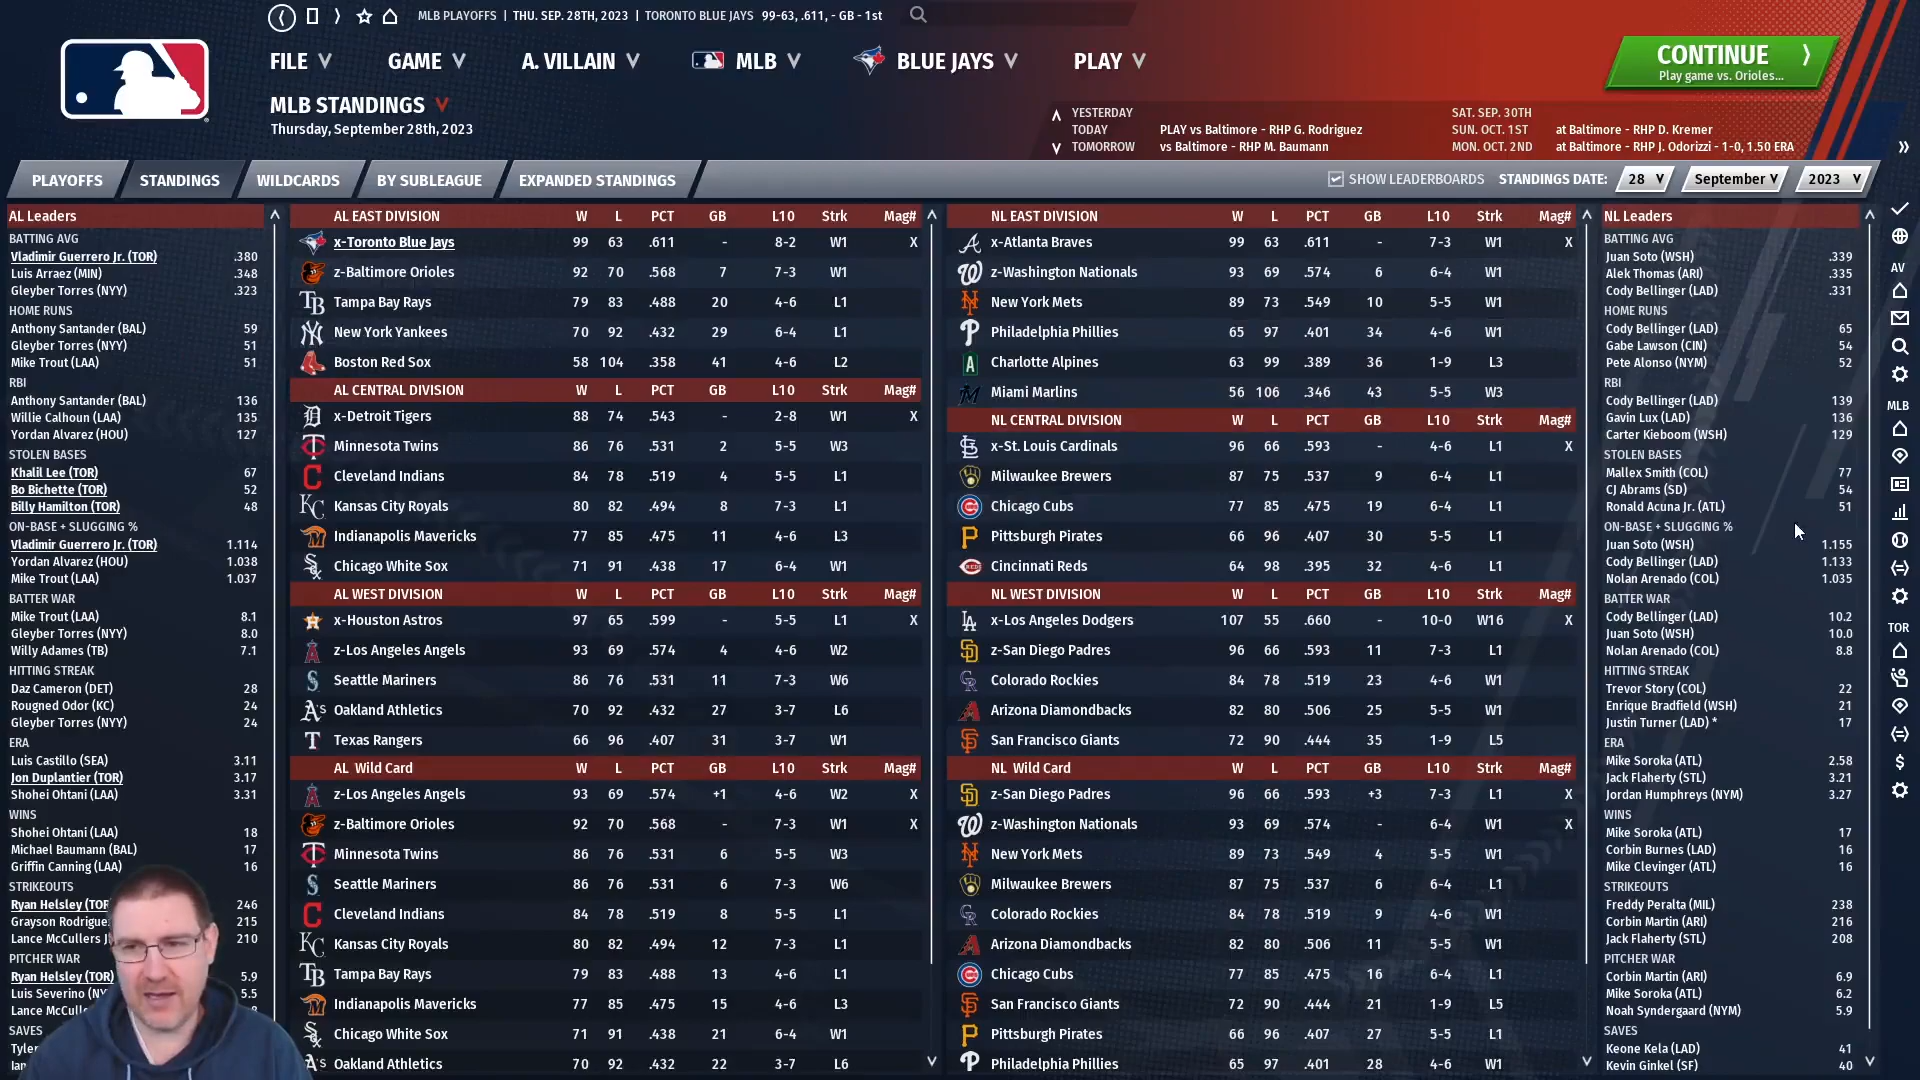 MLB PLAYOFFS | THU. SEP. 28TH, 2023 | TORONTO BLUE JAYS 99-63, .611, - GB - 1st
FILE GAME A. VILLAIN MLB BLUE JAYS PLAY
CONTINUE
Play game vs. Orioles...
MLB STANDINGS
Thursday, September 28th, 2023
YESTERDAY
TODAY PLAY vs Baltimore - RHP G. Rodriguez
TOMORROW vs Baltimore - RHP M. Baumann
SAT. SEP. 30TH
SUN. OCT. 1ST at Baltimore - RHP D. Kremer
MON. OCT. 2ND at Baltimore - RHP J. Odorizzi - 1-0, 1.50 ERA
PLAYOFFS STANDINGS WILDCARDS BY SUBLEAGUE EXPANDED STANDINGS
SHOW LEADERBOARDS STANDINGS DATE: 28 September 2023
AL Leaders
BATTING AVG
Vladimir Guerrero Jr. (TOR) .380
Luis Arraez (MIN) .348
Gleyber Torres (NYY) .323
HOME RUNS
Anthony Santander (BAL) 59
Gleyber Torres (NYY) 51
Mike Trout (LAA) 51
RBI
Anthony Santander (BAL) 136
Willie Calhoun (LAA) 135
Yordan Alvarez (HOU) 127
STOLEN BASES
Khalil Lee (TOR) 67
Bo Bichette (TOR) 52
Billy Hamilton (TOR) 48
ON-BASE + SLUGGING %
Vladimir Guerrero Jr. (TOR) 1.114
Yordan Alvarez (HOU) 1.038
Mike Trout (LAA) 1.037
BATTER WAR
Mike Trout (LAA) 8.1
Gleyber Torres (NYY) 8.0
Willy Adames (TB) 7.1
HITTING STREAK
Daz Cameron (DET) 28
Rougned Odor (KC) 24
Gleyber Torres (NYY) 24
ERA
Luis Castillo (SEA) 3.11
Jon Duplantier (TOR) 3.17
Shohei Ohtani (LAA) 3.31
WINS
Shohei Ohtani (LAA) 18
Michael Baumann (BAL) 17
Griffin Canning (LAA) 16
STRIKEOUTS
Ryan Helsley (TOR 246
Grayson Rodrigue 215
Lance McCullers J 210
PITCHER WAR
Ryan Helsley (TOR) 5.9
Luis Severino (NY 5.5
Lance McCulle
SAVES
Tyler
Ian
AL EAST DIVISION W L PCT GB L10 Strk Mag#
x-Toronto Blue Jays 99 63 .611 - 8-2 W1 X
z-Baltimore Orioles 92 70 .568 7 7-3 W1
Tampa Bay Rays 79 83 .488 20 4-6 L1
New York Yankees 70 92 .432 29 6-4 L1
Boston Red Sox 58 104 .358 41 4-6 L2
AL CENTRAL DIVISION W L PCT GB L10 Strk Mag#
x-Detroit Tigers 88 74 .543 - 2-8 W1 X
Minnesota Twins 86 76 .531 2 5-5 W3
Cleveland Indians 84 78 .519 4 5-5 L1
Kansas City Royals 80 82 .494 8 7-3 L1
Indianapolis Mavericks 77 85 .475 11 4-6 L3
Chicago White Sox 71 91 .438 17 6-4 W1
AL WEST DIVISION W L PCT GB L10 Strk Mag#
x-Houston Astros 97 65 .599 - 5-5 L1 X
z-Los Angeles Angels 93 69 .574 4 4-6 W2
Seattle Mariners 86 76 .531 11 7-3 W6
Oakland Athletics 70 92 .432 27 3-7 L6
Texas Rangers 66 96 .407 31 3-7 W1
AL Wild Card W L PCT GB L10 Strk Mag#
z-Los Angeles Angels 93 69 .574 +1 4-6 W2 X
z-Baltimore Orioles 92 70 .568 - 7-3 W1 X
Minnesota Twins 86 76 .531 6 5-5 W3
Seattle Mariners 86 76 .531 6 7-3 W6
Cleveland Indians 84 78 .519 8 5-5 L1
Kansas City Royals 80 82 .494 12 7-3 L1
Tampa Bay Rays 79 83 .488 13 4-6 L1
Indianapolis Mavericks 77 85 .475 15 4-6 L3
Chicago White Sox 71 91 .438 21 6-4 W1
Oakland Athletics 70 92 .432 22 3-7 L6
NL EAST DIVISION W L PCT GB L10 Strk Mag#
x-Atlanta Braves 99 63 .611 - 7-3 W1 X
z-Washington Nationals 93 69 .574 6 6-4 W1
New York Mets 89 73 .549 10 5-5 W1
Philadelphia Phillies 65 97 .401 34 4-6 W1
Charlotte Alpines 63 99 .389 36 1-9 L3
Miami Marlins 56 106 .346 43 5-5 W3
NL CENTRAL DIVISION W L PCT GB L10 Strk Mag#
x-St. Louis Cardinals 96 66 .593 - 4-6 L1 X
Milwaukee Brewers 87 75 .537 9 6-4 L1
Chicago Cubs 77 85 .475 19 6-4 L1
Pittsburgh Pirates 66 96 .407 30 5-5 L1
Cincinnati Reds 64 98 .395 32 4-6 L1
NL WEST DIVISION W L PCT GB L10 Strk Mag#
x-Los Angeles Dodgers 107 55 .660 - 10-0 W16 X
z-San Diego Padres 96 66 .593 11 7-3 L1
Colorado Rockies 84 78 .519 23 4-6 W1
Arizona Diamondbacks 82 80 .506 25 5-5 W1
San Francisco Giants 72 90 .444 35 1-9 L5
NL Wild Card W L PCT GB L10 Strk Mag#
z-San Diego Padres 96 66 .593 +3 7-3 L1 X
z-Washington Nationals 93 69 .574 - 6-4 W1 X
New York Mets 89 73 .549 4 5-5 W1
Milwaukee Brewers 87 75 .537 6 6-4 L1
Colorado Rockies 84 78 .519 9 4-6 W1
Arizona Diamondbacks 82 80 .506 11 5-5 W1
Chicago Cubs 77 85 .475 16 6-4 L1
San Francisco Giants 72 90 .444 21 1-9 L5
Pittsburgh Pirates 66 96 .407 27 5-5 L1
Philadelphia Phillies 65 97 .401 28 4-6 W1
NL Leaders
BATTING AVG
Juan Soto (WSH) .339
Alek Thomas (ARI) .335
Cody Bellinger (LAD) .331
HOME RUNS
Cody Bellinger (LAD) 65
Gabe Lawson (CIN) 54
Pete Alonso (NYM) 52
RBI
Cody Bellinger (LAD) 139
Gavin Lux (LAD) 136
Carter Kieboom (WSH) 129
STOLEN BASES
Mallex Smith (COL) 77
CJ Abrams (SD) 54
Ronald Acuna Jr. (ATL) 51
ON-BASE + SLUGGING %
Juan Soto (WSH) 1.155
Cody Bellinger (LAD) 1.133
Nolan Arenado (COL) 1.035
BATTER WAR
Cody Bellinger (LAD) 10.2
Juan Soto (WSH) 10.0
Nolan Arenado (COL) 8.8
HITTING STREAK
Trevor Story (COL) 22
Enrique Bradfield (WSH) 21
Justin Turner (LAD) * 17
ERA
Mike Soroka (ATL) 2.58
Jack Flaherty (STL) 3.21
Jordan Humphreys (NYM) 3.27
WINS
Mike Soroka (ATL) 17
Corbin Burnes (LAD) 16
Mike Clevinger (ATL) 16
STRIKEOUTS
Freddy Peralta (MIL) 238
Corbin Martin (ARI) 216
Jack Flaherty (STL) 208
PITCHER WAR
Corbin Martin (ARI) 6.9
Mike Soroka (ATL) 6.2
Noah Syndergaard (NYM) 5.9
SAVES
Keone Kela (LAD) 41
Kevin Ginkel (SF) 40
AV
MLB
TOR